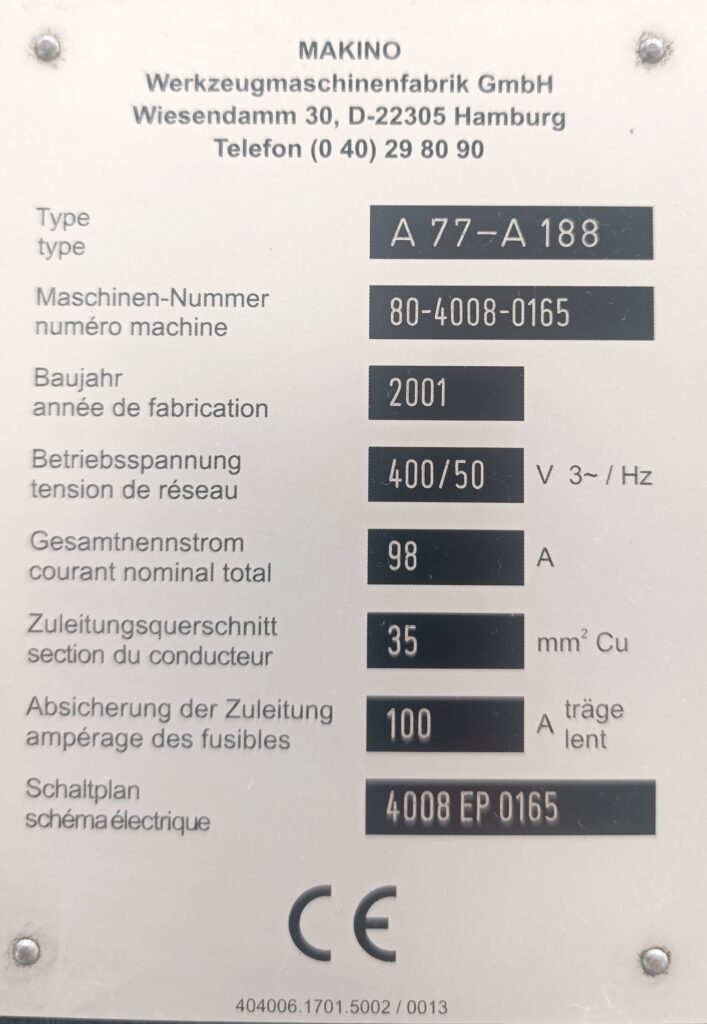 MAKINO
Werkzeugmaschinenfabrik GmbH
Wiesendamm 30, D-22305 Hamburg
Telefon (0 40) 29 80 90
Type
type
A 77-A 188
Maschinen-Nummer
numéro machine
80-4008-0165
Baujahr
année de fabrication
2001
Betriebsspannung
tension de réseau
400/50 V 3~ / Hz
Gesamtnennstrom
courant nominal total
98 A
Zuleitungsquerschnitt
section du conducteur
35 mm² Cu
Absicherung der Zuleitung
ampérage des fusibles
100 A träge
lent
Schaltplan
schéma électrique
4008 EP 0165
CE
404006.1701.5002 / 0013